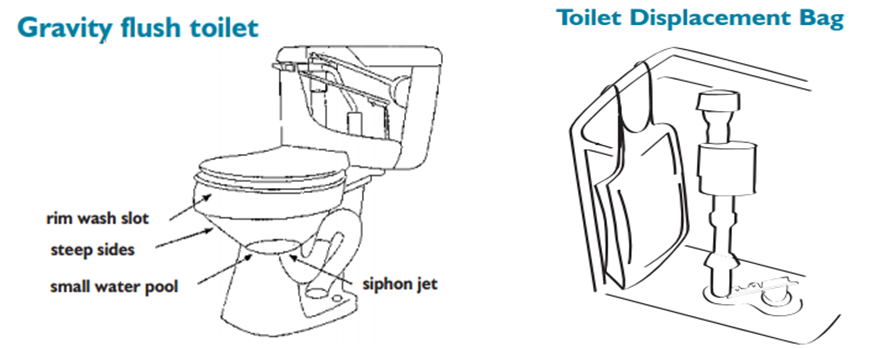 Gravity flush toilet
rim wash slot
steep sides
small water pool
siphon jet
Toilet Displacement Bag